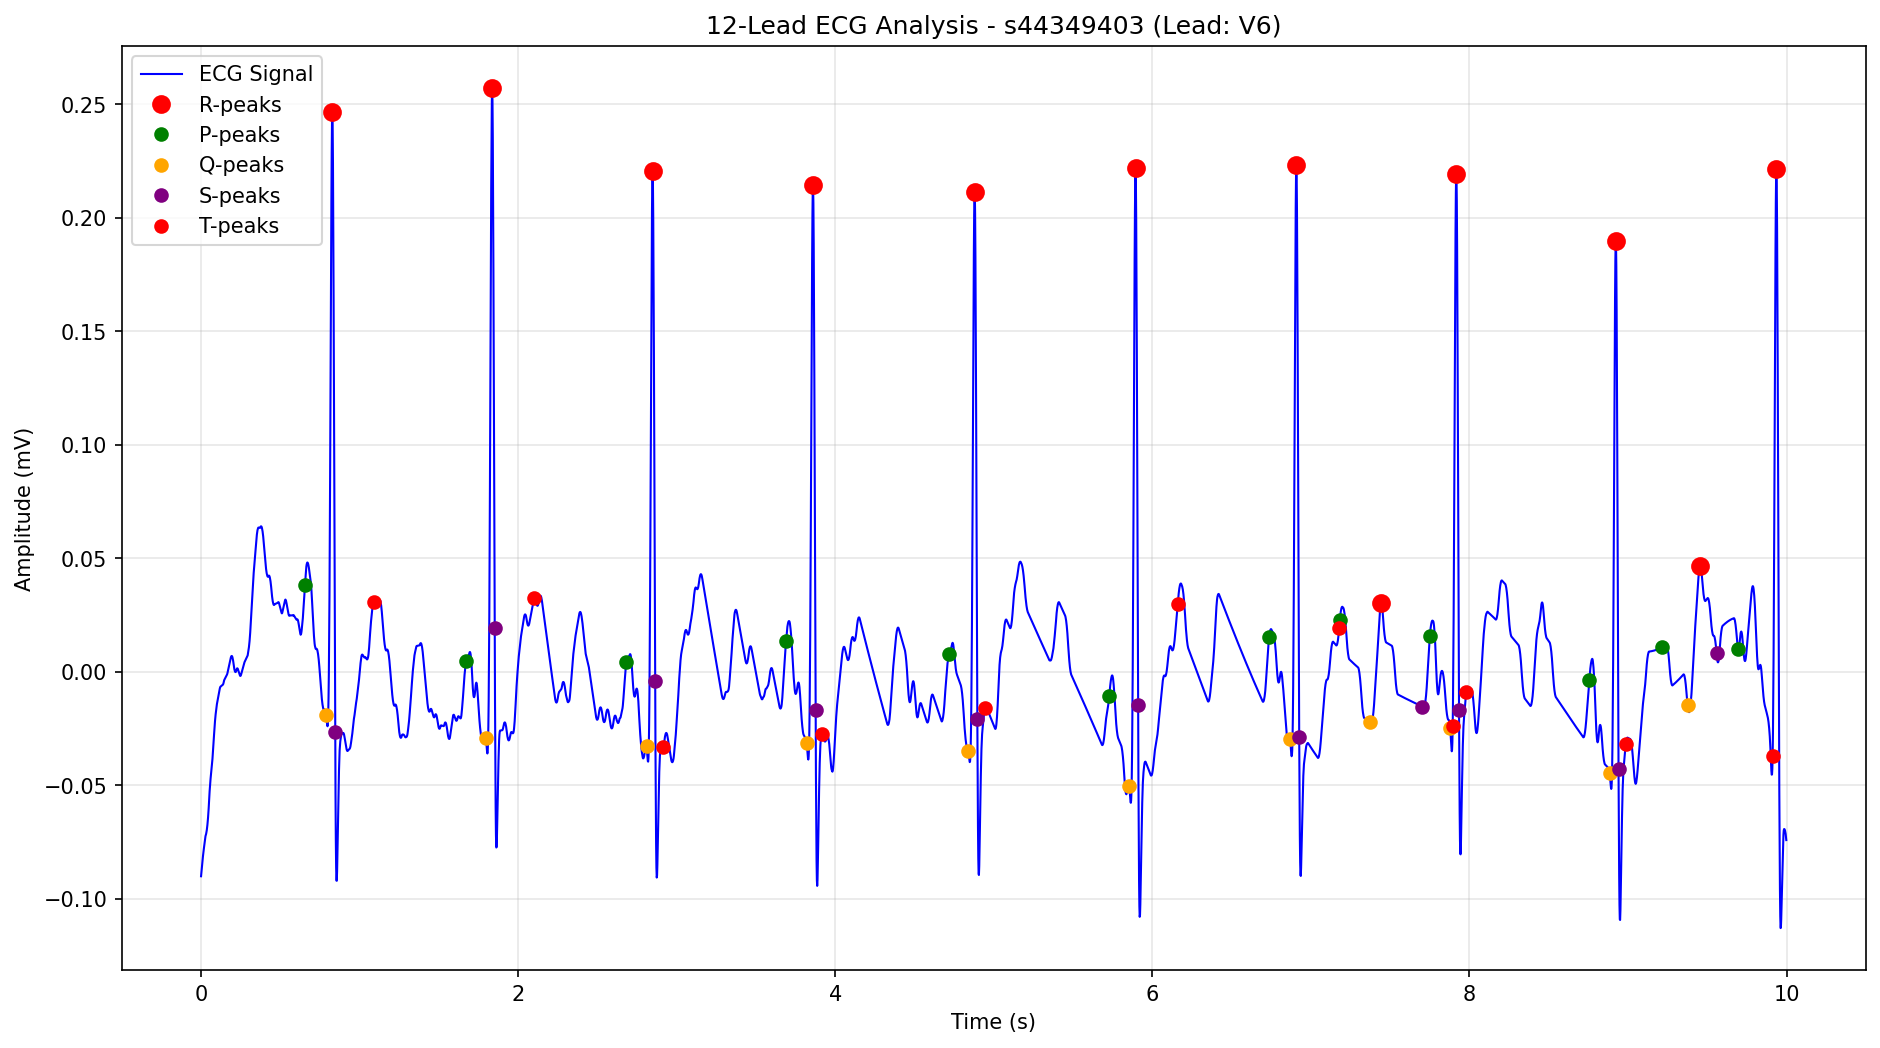 12-Lead ECG Analysis - s44349403 (Lead: V6)
ECG Signal
R-peaks
P-peaks
Q-peaks
S-peaks
T-peaks
Amplitude (mV)
0.25
0.20
0.15
0.10
0.05
0.00
−0.05
−0.10
0 2 4 6 8 10
Time (s)